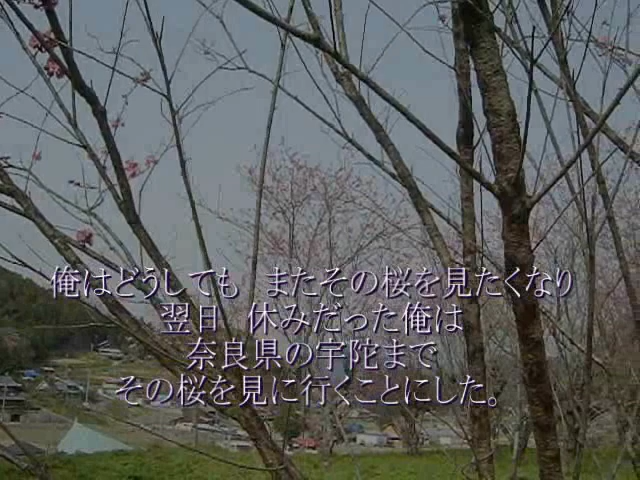 俺はどうしても　またその桜を見たくなり
翌日　休みだった俺は
奈良県の宇陀まで
その桜を見に行くことにした。